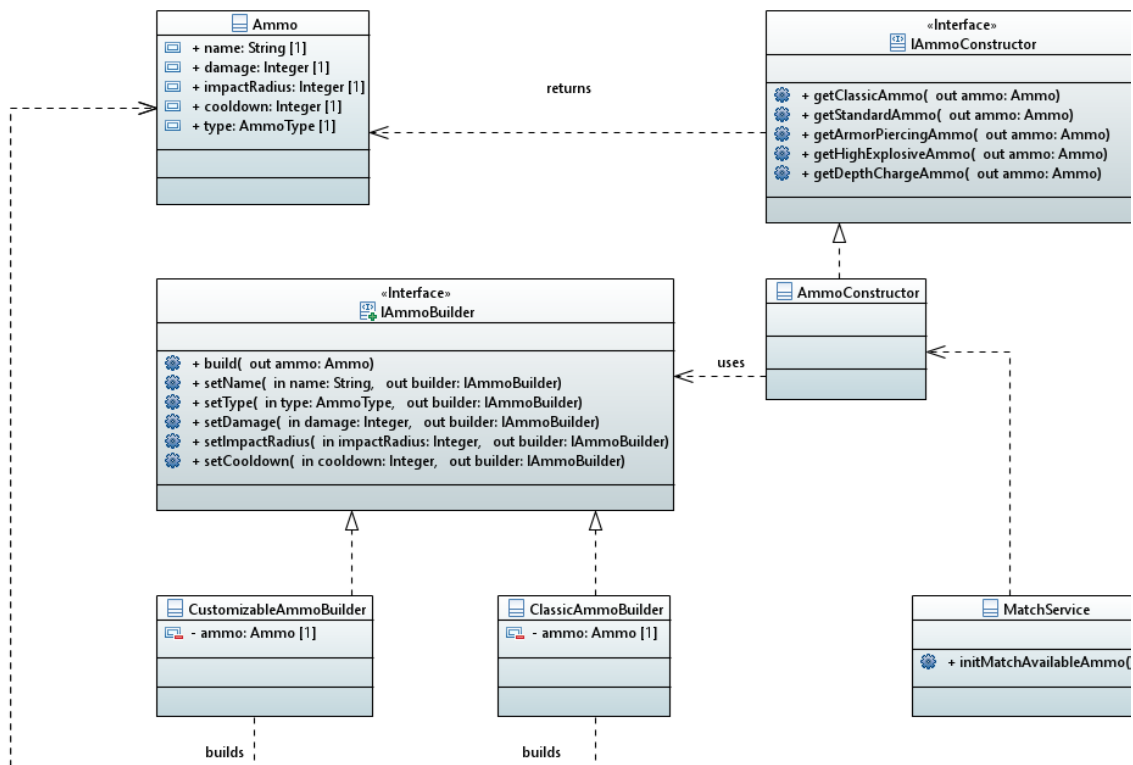 Ammo
+ name: String [1]
+ damage: Integer [1]
+ impactRadius: Integer [1]
+ cooldown: Integer [1]
+ type: AmmoType [1]
returns
«Interface»
IAmmoConstructor
+ getClassicAmmo( out ammo: Ammo)
+ getStandardAmmo( out ammo: Ammo)
+ getArmorPiercingAmmo( out ammo: Ammo)
+ getHighExplosiveAmmo( out ammo: Ammo)
+ getDepthChargeAmmo( out ammo: Ammo)
«Interface»
IAmmoBuilder
+ build( out ammo: Ammo)
+ setName( in name: String, out builder: IAmmoBuilder)
+ setType( in type: AmmoType, out builder: IAmmoBuilder)
+ setDamage( in damage: Integer, out builder: IAmmoBuilder)
+ setImpactRadius( in impactRadius: Integer, out builder: IAmmoBuilder)
+ setCooldown( in cooldown: Integer, out builder: IAmmoBuilder)
uses
AmmoConstructor
CustomizableAmmoBuilder
- ammo: Ammo [1]
ClassicAmmoBuilder
- ammo: Ammo [1]
MatchService
+ initMatchAvailableAmmo()
builds
builds